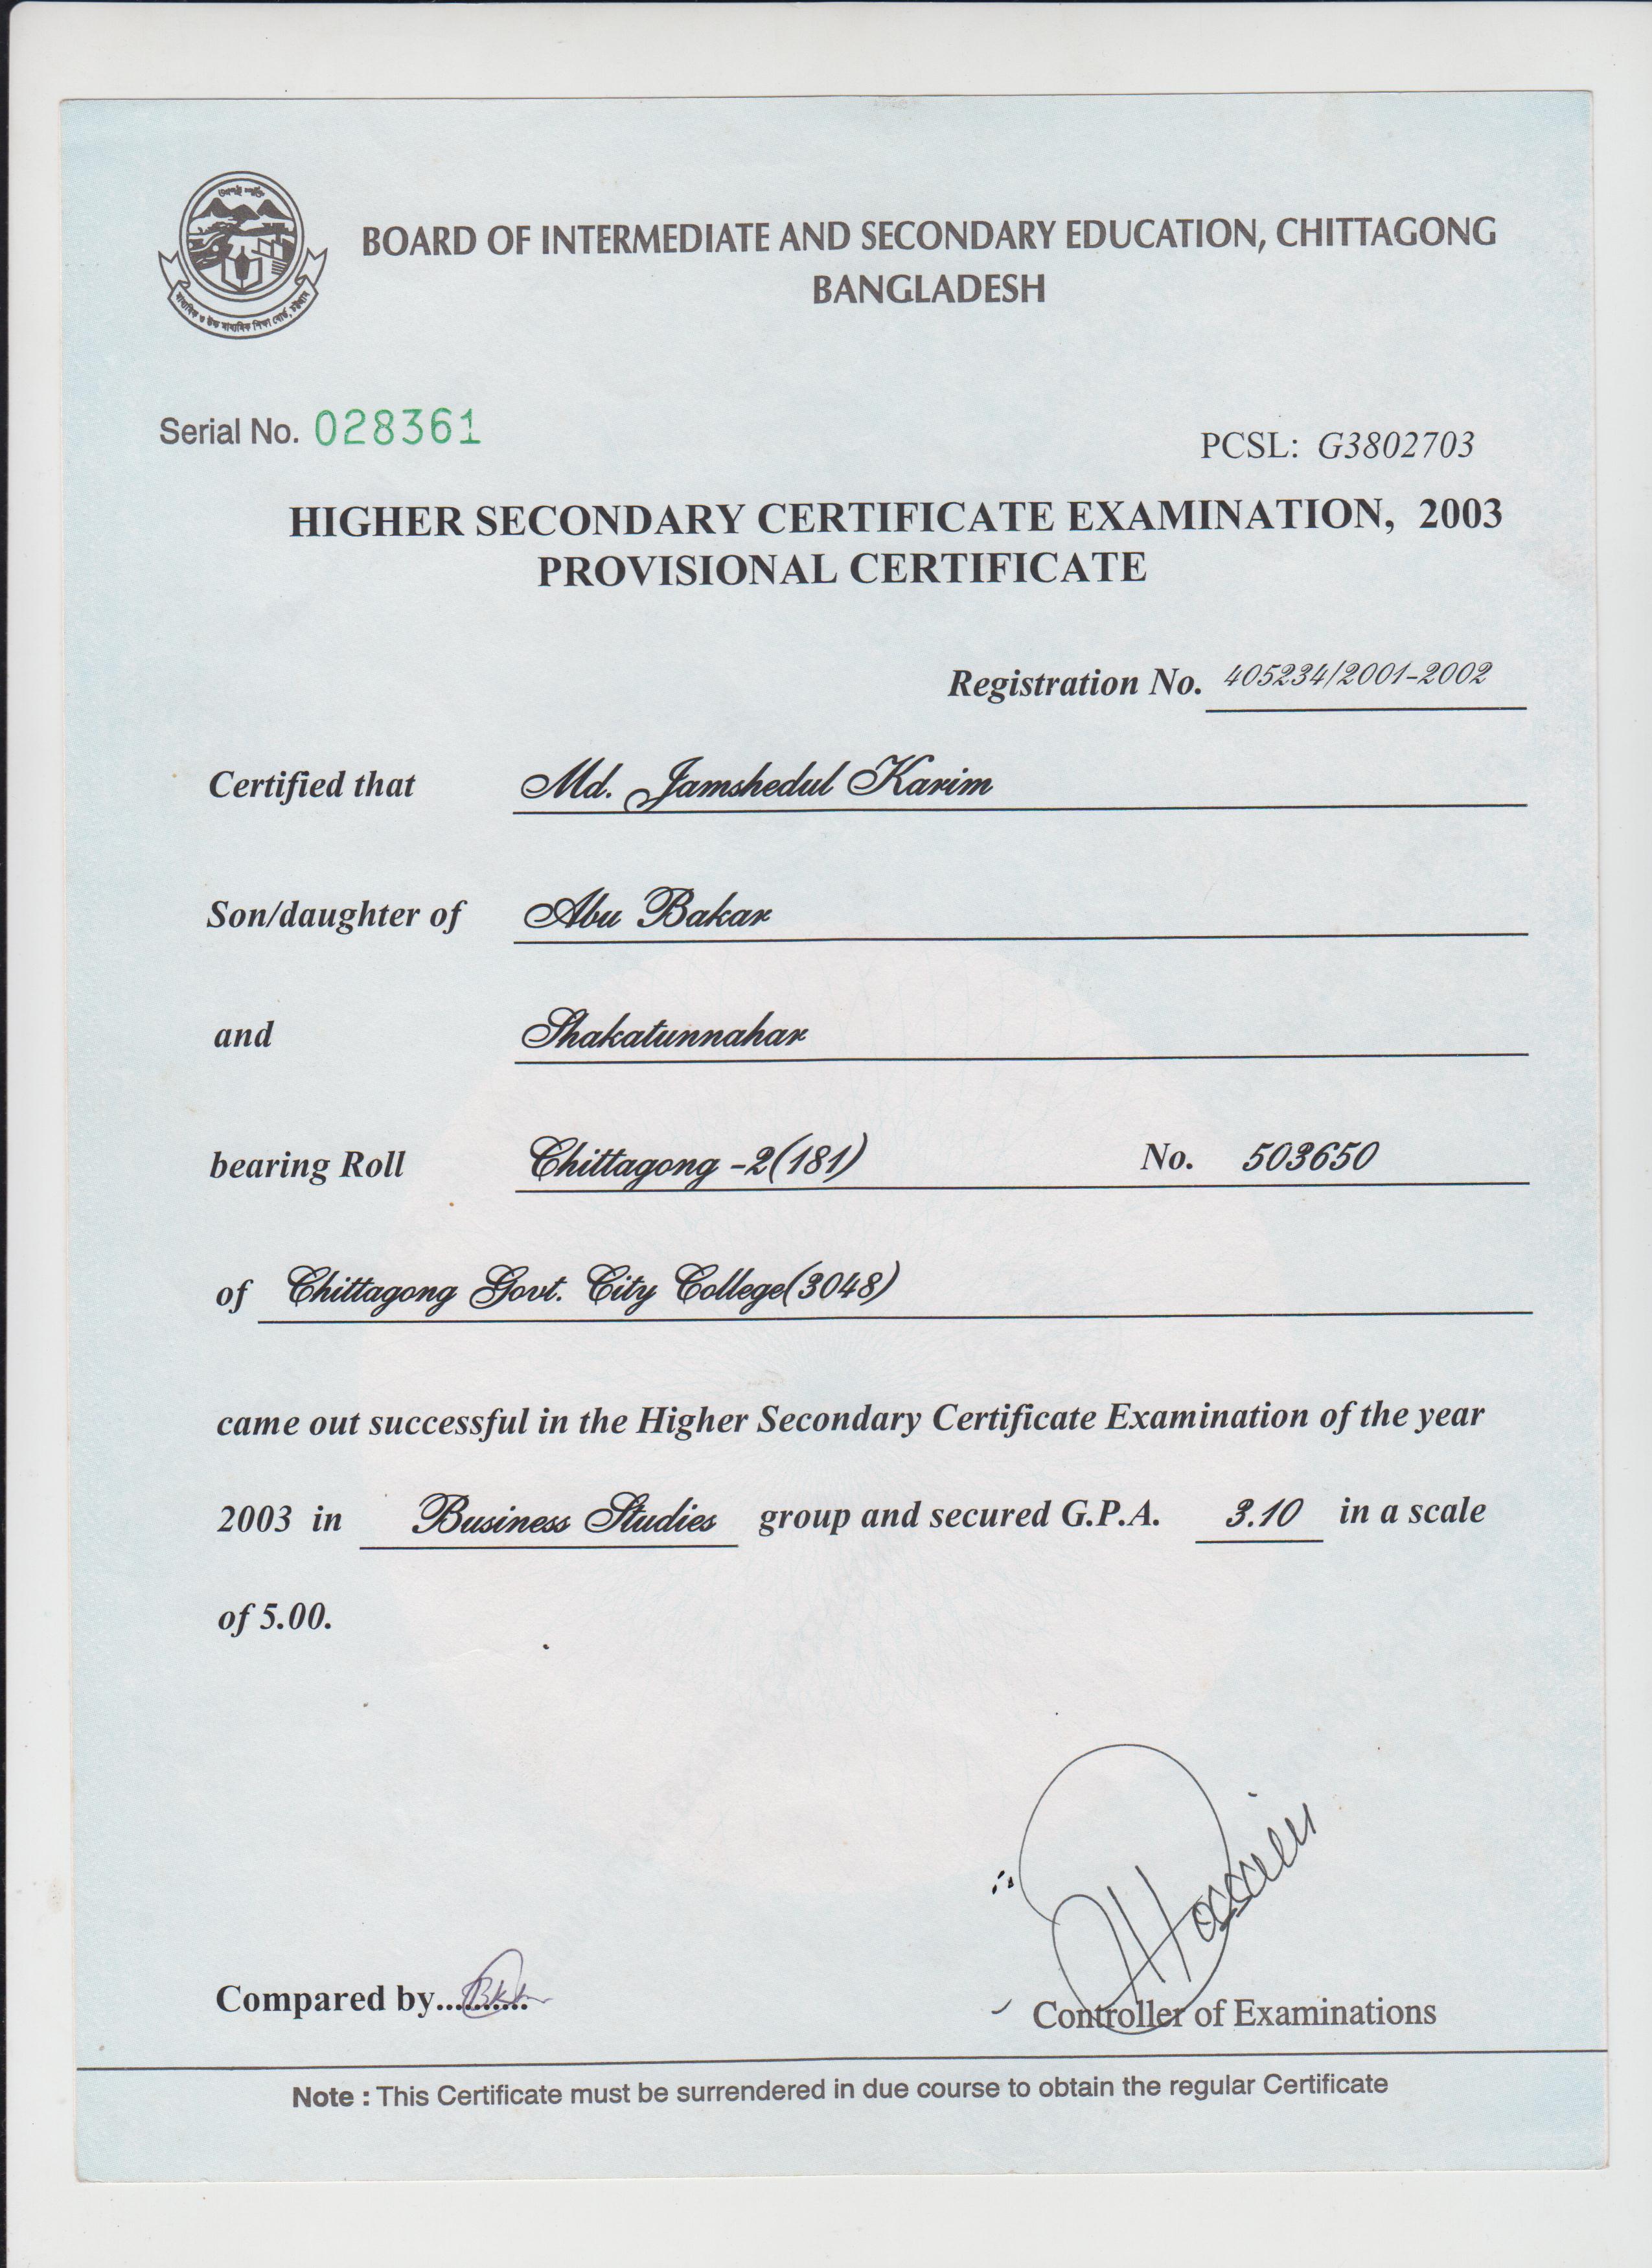 BOARD OF INTERMEDIATE AND SECONDARY EDUCATION, CHITTAGONG
BANGLADESH
মাধ্যমিক ও উচ্চ মাধ্যমিক শিক্ষা বোর্ড, চট্টগ্রাম
Serial No. 028361
PCSL: G3802703
HIGHER SECONDARY CERTIFICATE EXAMINATION, 2003
PROVISIONAL CERTIFICATE
Registration No. 405234/2001-2002
Certified that Md. Jamshedul Karim
Son/daughter of Abu Bakar
and Shakatunnahar
bearing Roll Chittagong -2(181) No. 503650
of Chittagong Govt. City College(3048)
came out successful in the Higher Secondary Certificate Examination of the year
2003 in Business Studies group and secured G.P.A. 3.10 in a scale
of 5.00.
Compared by...........
Controller of Examinations
Note : This Certificate must be surrendered in due course to obtain the regular Certificate